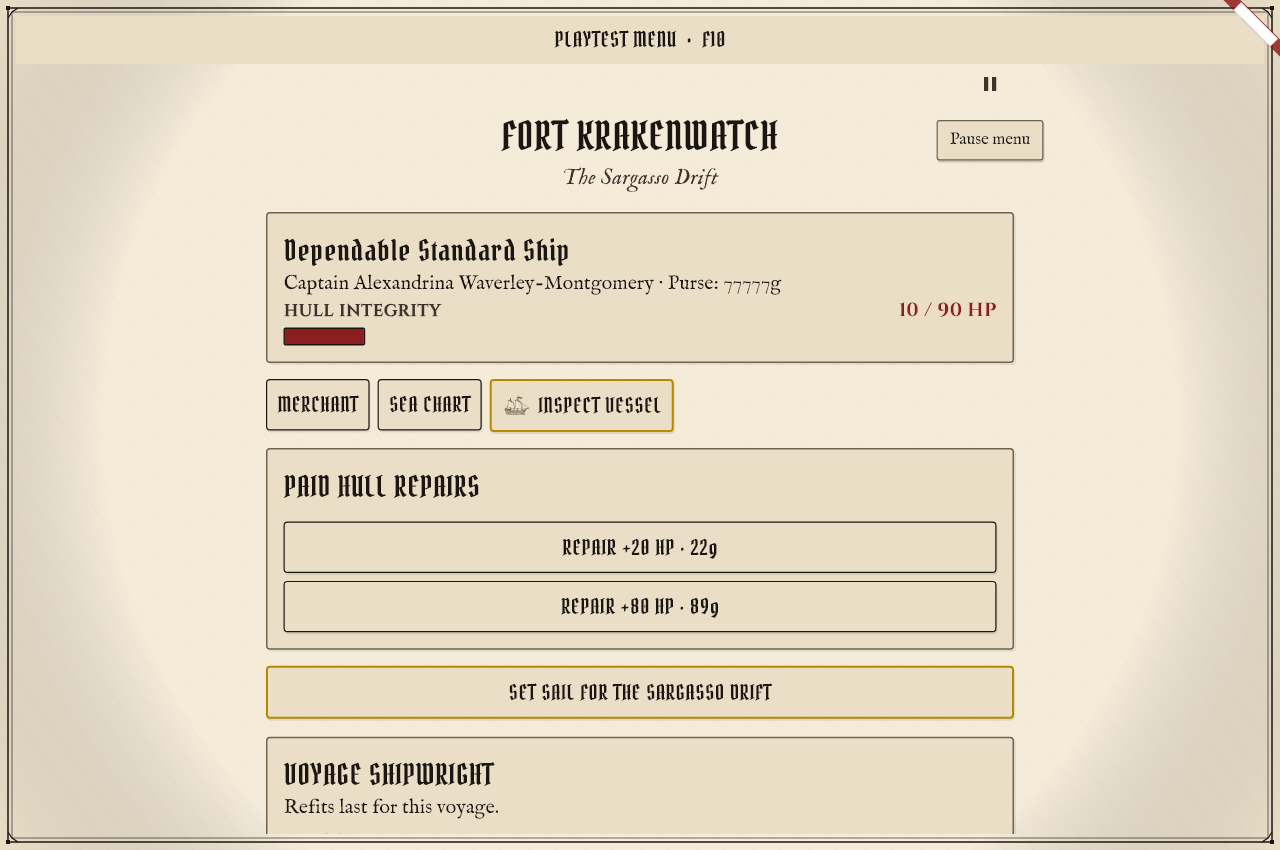 PLAYTEST MENU · F10
FORT KRAKENWATCH
Pause menu
The Sargasso Drift
Dependable Standard Ship
Captain Alexandrina Waverley-Montgomery · Purse: 77777g
HULL INTEGRITY
10 / 90 HP
MERCHANT
SEA CHART
INSPECT VESSEL
PAID HULL REPAIRS
REPAIR +20 HP · 22g
REPAIR +80 HP · 89g
SET SAIL FOR THE SARGASSO DRIFT
VOYAGE SHIPWRIGHT
Refits last for this voyage.